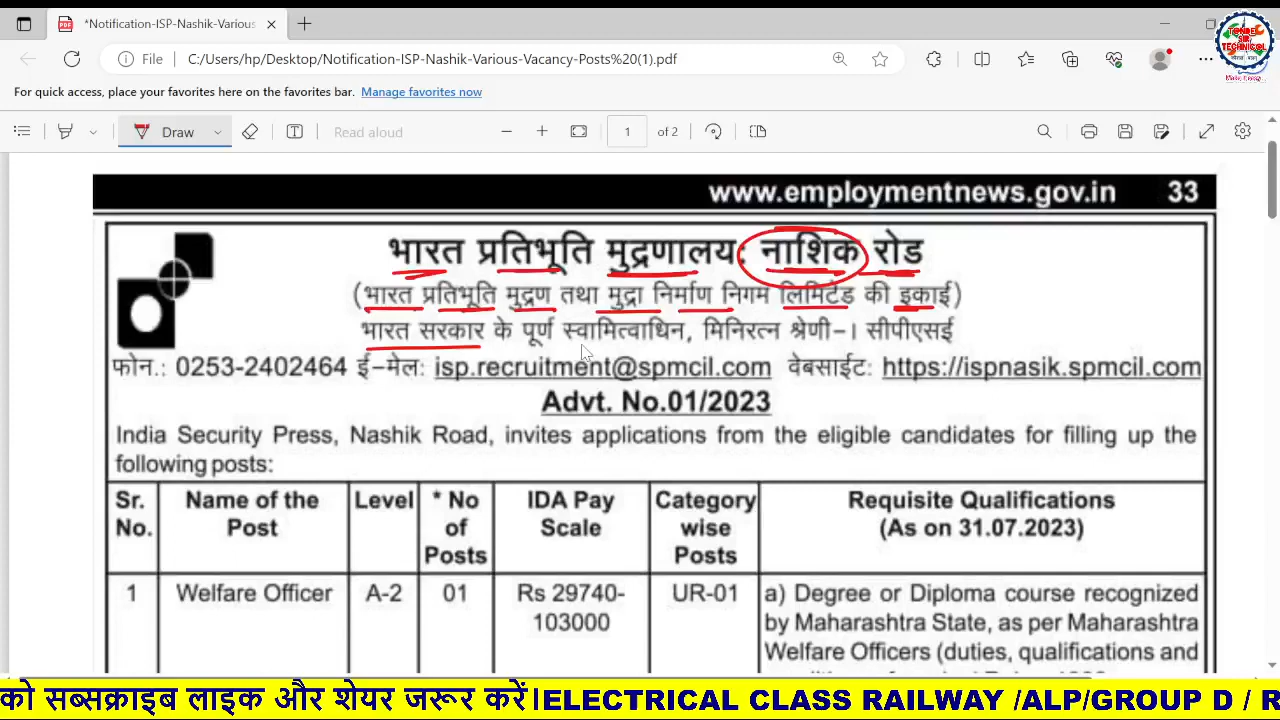 *Notification-ISP-Nashik-Various-
File C:/Users/hp/Desktop/Notification-ISP-Nashik-Various-Vacancy-Posts%20(1).pdf
For quick access, place your favorites here on the favorites bar. Manage favorites now
Draw Read aloud 1 of 2
www.employmentnews.gov.in 33
भारत प्रतिभूति मुद्रणालय: नाशिक रोड
(भारत प्रतिभूति मुद्रण तथा मुद्रा निर्माण निगम लिमिटेड की इकाई)
भारत सरकार के पूर्ण स्वामित्वाधिन, मिनिरत्न श्रेणी-। सीपीएसई
फोन.: 0253-2402464 ई-मेल: isp.recruitment@spmcil.com वेबसाईट: https://ispnasik.spmcil.com
Advt. No.01/2023
India Security Press, Nashik Road, invites applications from the eligible candidates for filling up the
following posts:
Sr. No. Name of the Post Level * No of Posts IDA Pay Scale Category wise Posts Requisite Qualifications (As on 31.07.2023)
1 Welfare Officer A-2 01 Rs 29740-103000 UR-01 a) Degree or Diploma course recognized
by Maharashtra State, as per Maharashtra
Welfare Officers (duties, qualifications and
को सब्सक्राइब लाइक और शेयर जरूर करें।ELECTRICAL CLASS RAILWAY /ALP/GROUP D / R